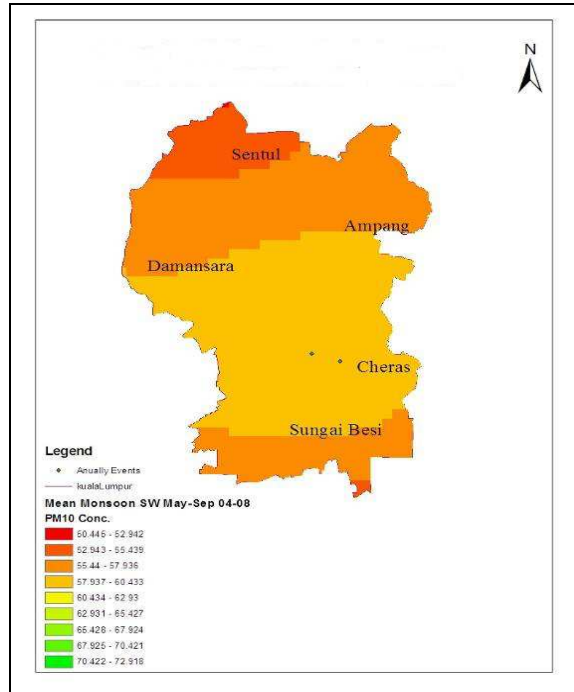 N
Sentul
Ampang
Damansara
Cheras
Sungai Besi
Legend
Anually Events
kualaLumpur
Mean Monsoon SW May-Sep 04-08
PM10 Conc.
50.445 - 52.942
52.943 - 55.439
55.44 - 57.936
57.937 - 60.433
60.434 - 62.93
62.931 - 65.427
65.428 - 67.924
67.925 - 70.421
70.422 - 72.918